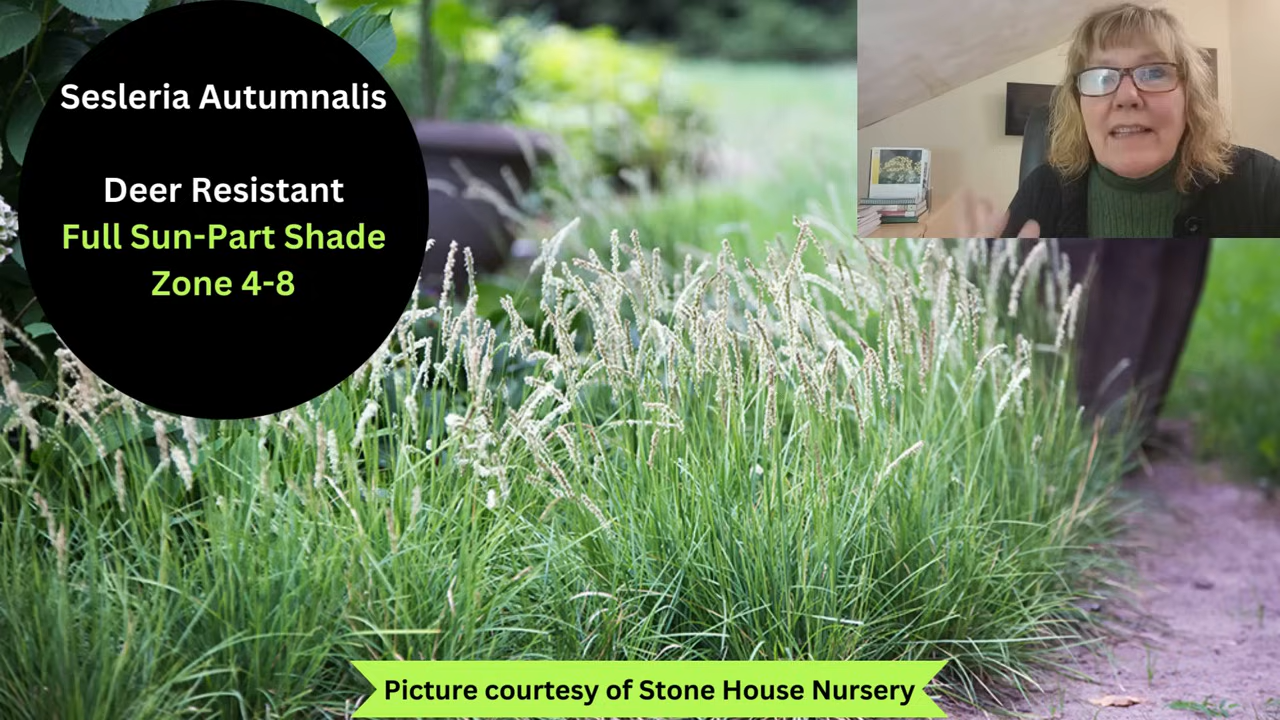 Sesleria Autumnalis
Deer Resistant
Full Sun-Part Shade
Zone 4-8
Picture courtesy of Stone House Nursery